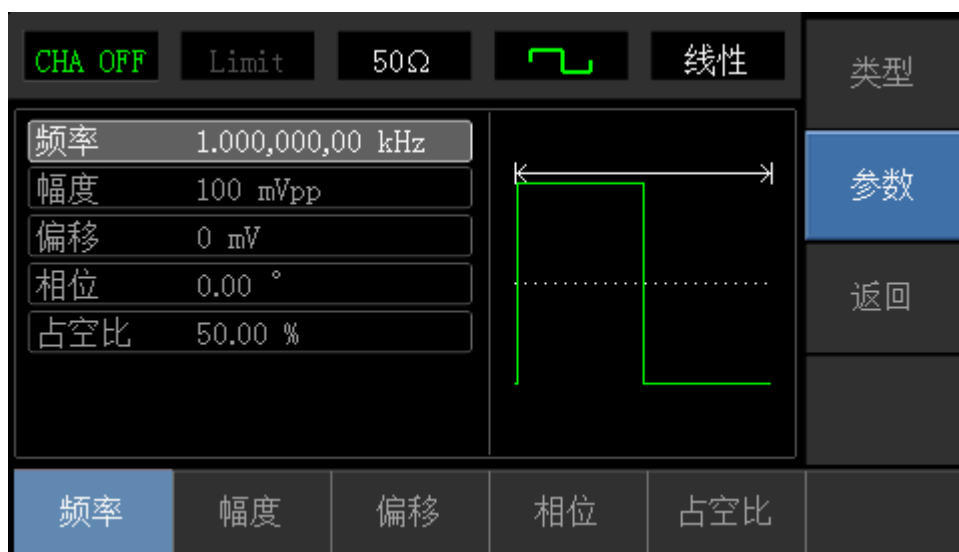 CHA OFF Limit 50Ω 线性 类型
频率 1.000,000,00 kHz
幅度 100 mVpp
参数
偏移 0 mV
相位 0.00 °
返回
占空比 50.00 %
频率 幅度 偏移 相位 占空比